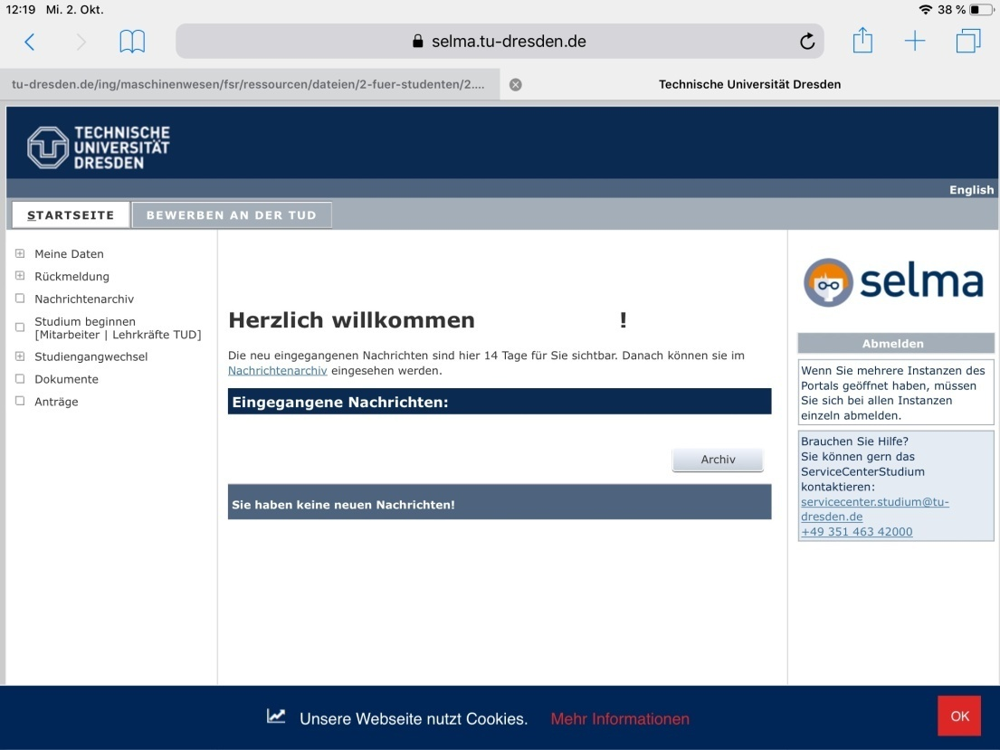 12:19 Mi. 2. Okt.
38 %
selma.tu-dresden.de
tu-dresden.de/ing/maschinenwesen/fsr/ressourcen/dateien/2-fuer-studenten/2....
Technische Universität Dresden
TECHNISCHE
UNIVERSITÄT
DRESDEN
English
STARTSEITE
BEWERBEN AN DER TUD
Meine Daten
Rückmeldung
Nachrichtenarchiv
Studium beginnen
[Mitarbeiter | Lehrkräfte TUD]
Studiengangwechsel
Dokumente
Anträge
Herzlich willkommen !
Die neu eingegangenen Nachrichten sind hier 14 Tage für Sie sichtbar. Danach können sie im
Nachrichtenarchiv eingesehen werden.
Eingegangene Nachrichten:
Archiv
Sie haben keine neuen Nachrichten!
selma
Abmelden
Wenn Sie mehrere Instanzen des
Portals geöffnet haben, müssen
Sie sich bei allen Instanzen
einzeln abmelden.
Brauchen Sie Hilfe?
Sie können gern das
ServiceCenterStudium
kontaktieren:
servicecenter.studium@tu-
dresden.de
+49 351 463 42000
Unsere Webseite nutzt Cookies. Mehr Informationen
OK